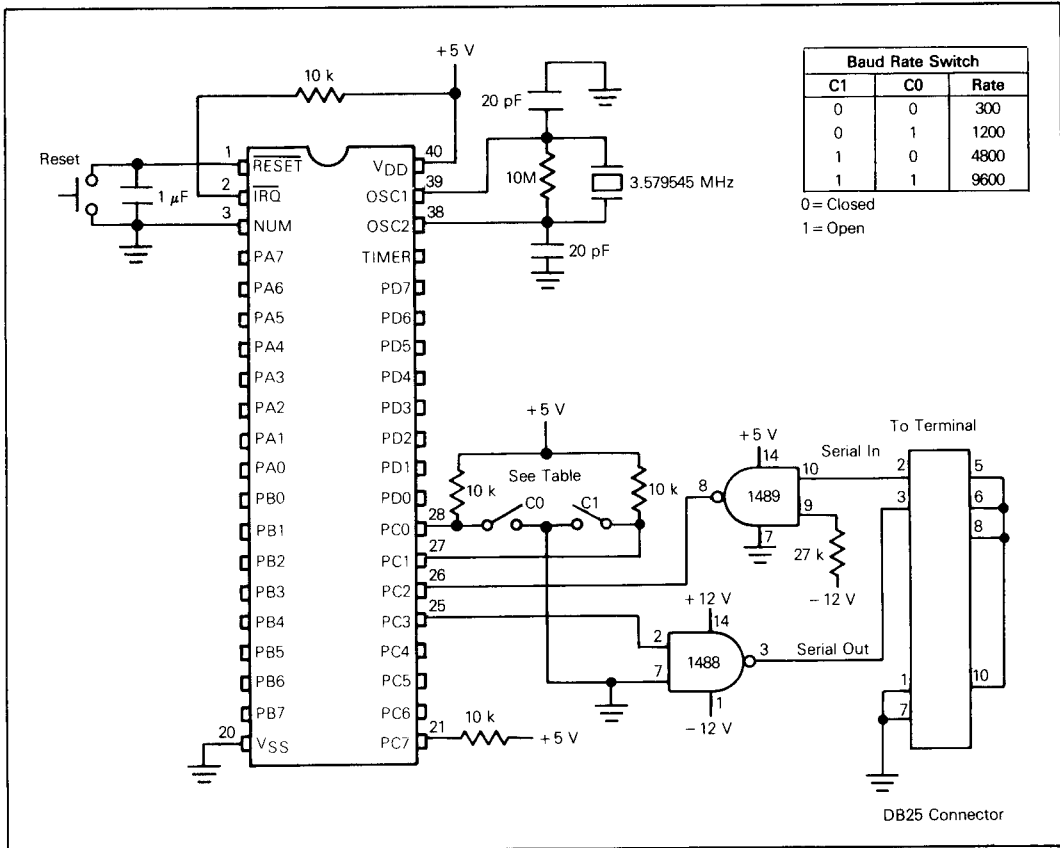 +5 V
10 k
20 pF
Baud Rate Switch
C1 C0 Rate
0 0 300
0 1 1200
1 0 4800
1 1 9600
0 = Closed
1 = Open
Reset
1 μF
10M
3.579545 MHz
20 pF
1 RESET
2 IRQ
3 NUM
PA7
PA6
PA5
PA4
PA3
PA2
PA1
PA0
PB0
PB1
PB2
PB3
PB4
PB5
PB6
PB7
20 VSS
VDD 40
OSC1 39
OSC2 38
TIMER
PD7
PD6
PD5
PD4
PD3
PD2
PD1
PD0
PC0 28
PC1 27
PC2 26
PC3 25
PC4
PC5
PC6
PC7 21
10 k
+5 V
+5 V
See Table
10 k
10 k
C0
C1
+5 V
14
Serial In
10
8
1489
9
7
27 k
−12 V
+12 V
14
2
1488
3
Serial Out
7
1
−12 V
To Terminal
2
3
5
6
8
1
7
10
DB25 Connector